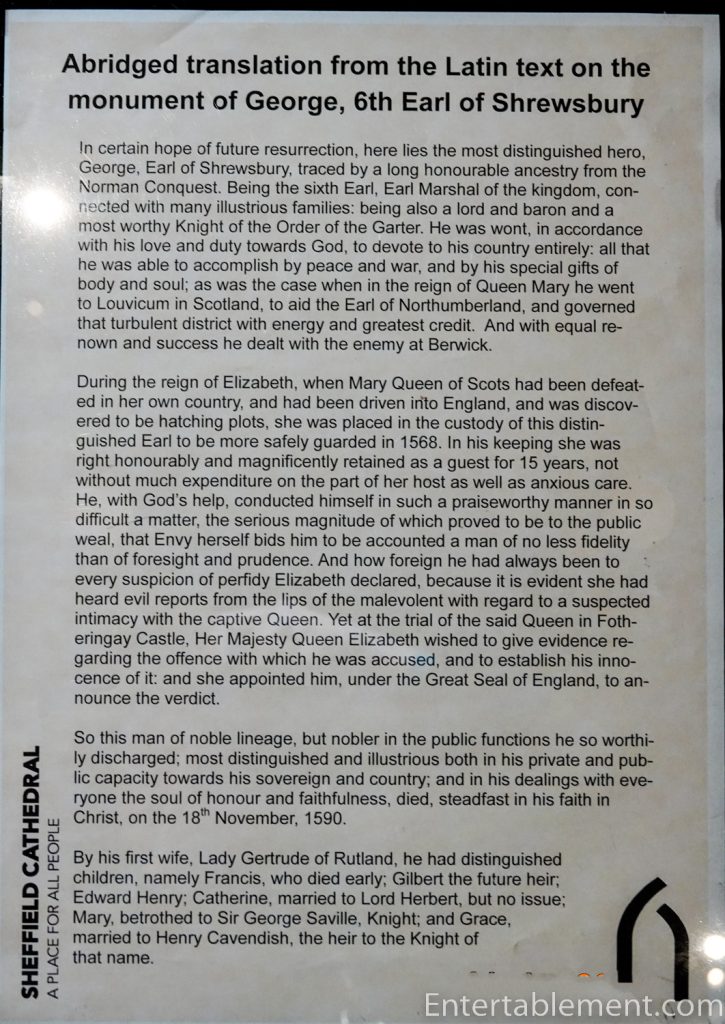 Abridged translation from the Latin text on the
monument of George, 6th Earl of Shrewsbury
In certain hope of future resurrection, here lies the most distinguished hero,
George, Earl of Shrewsbury, traced by a long honourable ancestry from the
Norman Conquest. Being the sixth Earl, Earl Marshal of the kingdom, con-
nected with many illustrious families: being also a lord and baron and a
most worthy Knight of the Order of the Garter. He was wont, in accordance
with his love and duty towards God, to devote to his country entirely: all that
he was able to accomplish by peace and war, and by his special gifts of
body and soul; as was the case when in the reign of Queen Mary he went
to Louvicum in Scotland, to aid the Earl of Northumberland, and governed
that turbulent district with energy and greatest credit. And with equal re-
nown and success he dealt with the enemy at Berwick.
During the reign of Elizabeth, when Mary Queen of Scots had been defeat-
ed in her own country, and had been driven into England, and was discov-
ered to be hatching plots, she was placed in the custody of this distin-
guished Earl to be more safely guarded in 1568. In his keeping she was
right honourably and magnificently retained as a guest for 15 years, not
without much expenditure on the part of her host as well as anxious care.
He, with God's help, conducted himself in such a praiseworthy manner in so
difficult a matter, the serious magnitude of which proved to be to the public
weal, that Envy herself bids him to be accounted a man of no less fidelity
than of foresight and prudence. And how foreign he had always been to
every suspicion of perfidy Elizabeth declared, because it is evident she had
heard evil reports from the lips of the malevolent with regard to a suspected
intimacy with the captive Queen. Yet at the trial of the said Queen in Foth-
eringay Castle, Her Majesty Queen Elizabeth wished to give evidence re-
garding the offence with which he was accused, and to establish his inno-
cence of it: and she appointed him, under the Great Seal of England, to an-
nounce the verdict.
So this man of noble lineage, but nobler in the public functions he so worthi-
ly discharged; most distinguished and illustrious both in his private and pub-
lic capacity towards his sovereign and country; and in his dealings with eve-
ryone the soul of honour and faithfulness, died, steadfast in his faith in
Christ, on the 18th November, 1590.
By his first wife, Lady Gertrude of Rutland, he had distinguished
children, namely Francis, who died early; Gilbert the future heir;
Edward Henry; Catherine, married to Lord Herbert, but no issue;
Mary, betrothed to Sir George Saville, Knight; and Grace,
married to Henry Cavendish, the heir to the Knight of
that name.
SHEFFIELD CATHEDRAL
A PLACE FOR ALL PEOPLE
Entertablement.com